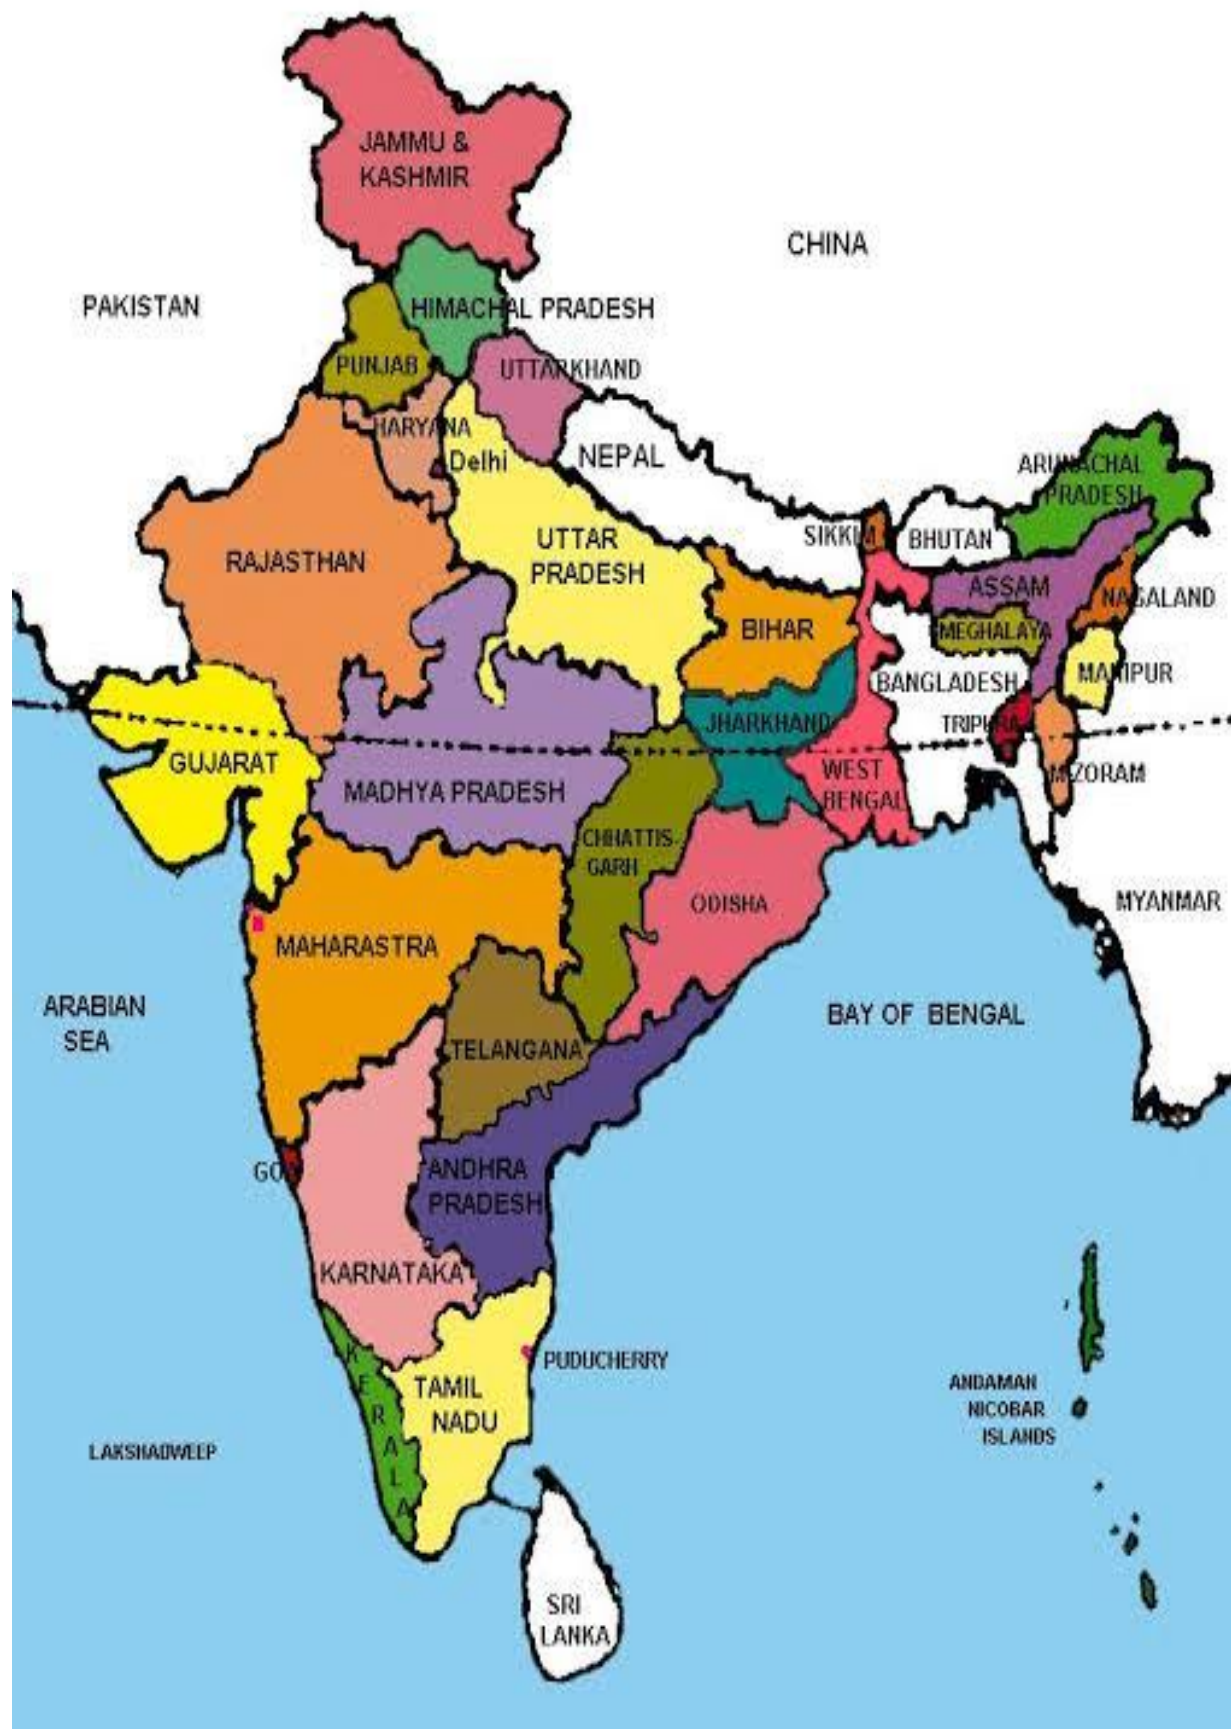 JAMMU &
KASHMIR
CHINA
PAKISTAN
HIMACHAL PRADESH
PUNJAB
UTTARKHAND
HARYANA
Delhi
NEPAL
ARUNACHAL
PRADESH
SIKKIM
BHUTAN
RAJASTHAN
UTTAR
PRADESH
ASSAM
NAGALAND
BIHAR
MEGHALAYA
MANIPUR
BANGLADESH
JHARKHAND
TRIPURA
GUJARAT
MADHYA PRADESH
WEST
BENGAL
MIZORAM
CHHATTIS-
GARH
ODISHA
MYANMAR
MAHARASTRA
ARABIAN
SEA
BAY OF BENGAL
TELANGANA
GOA
ANDHRA
PRADESH
KARNATAKA
PUDUCHERRY
KERALA
TAMIL
NADU
ANDAMAN
NICOBAR
ISLANDS
LAKSHADWEEP
SRI
LANKA